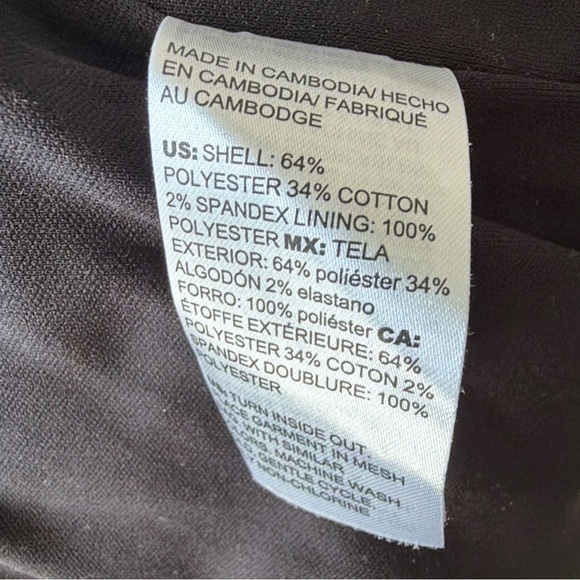 MADE IN CAMBODIA/ HECHO
EN CAMBODIA/ FABRIQUÉ
AU CAMBODGE
US: SHELL: 64%
POLYESTER 34% COTTON
2% SPANDEX LINING: 100%
POLYESTER MX: TELA
EXTERIOR: 64% poliéster 34%
ALGODÓN 2% elastano
FORRO: 100% poliéster CA:
ÉTOFFE EXTÉRIEURE: 64%
POLYESTER 34% COTON 2%
SPANDEX DOUBLURE: 100%
POLYESTER
TURN INSIDE OUT.
GARMENT IN MESH
WITH SIMILAR
MACHINE WASH
GENTLE CYCLE
NON-CHLORINE